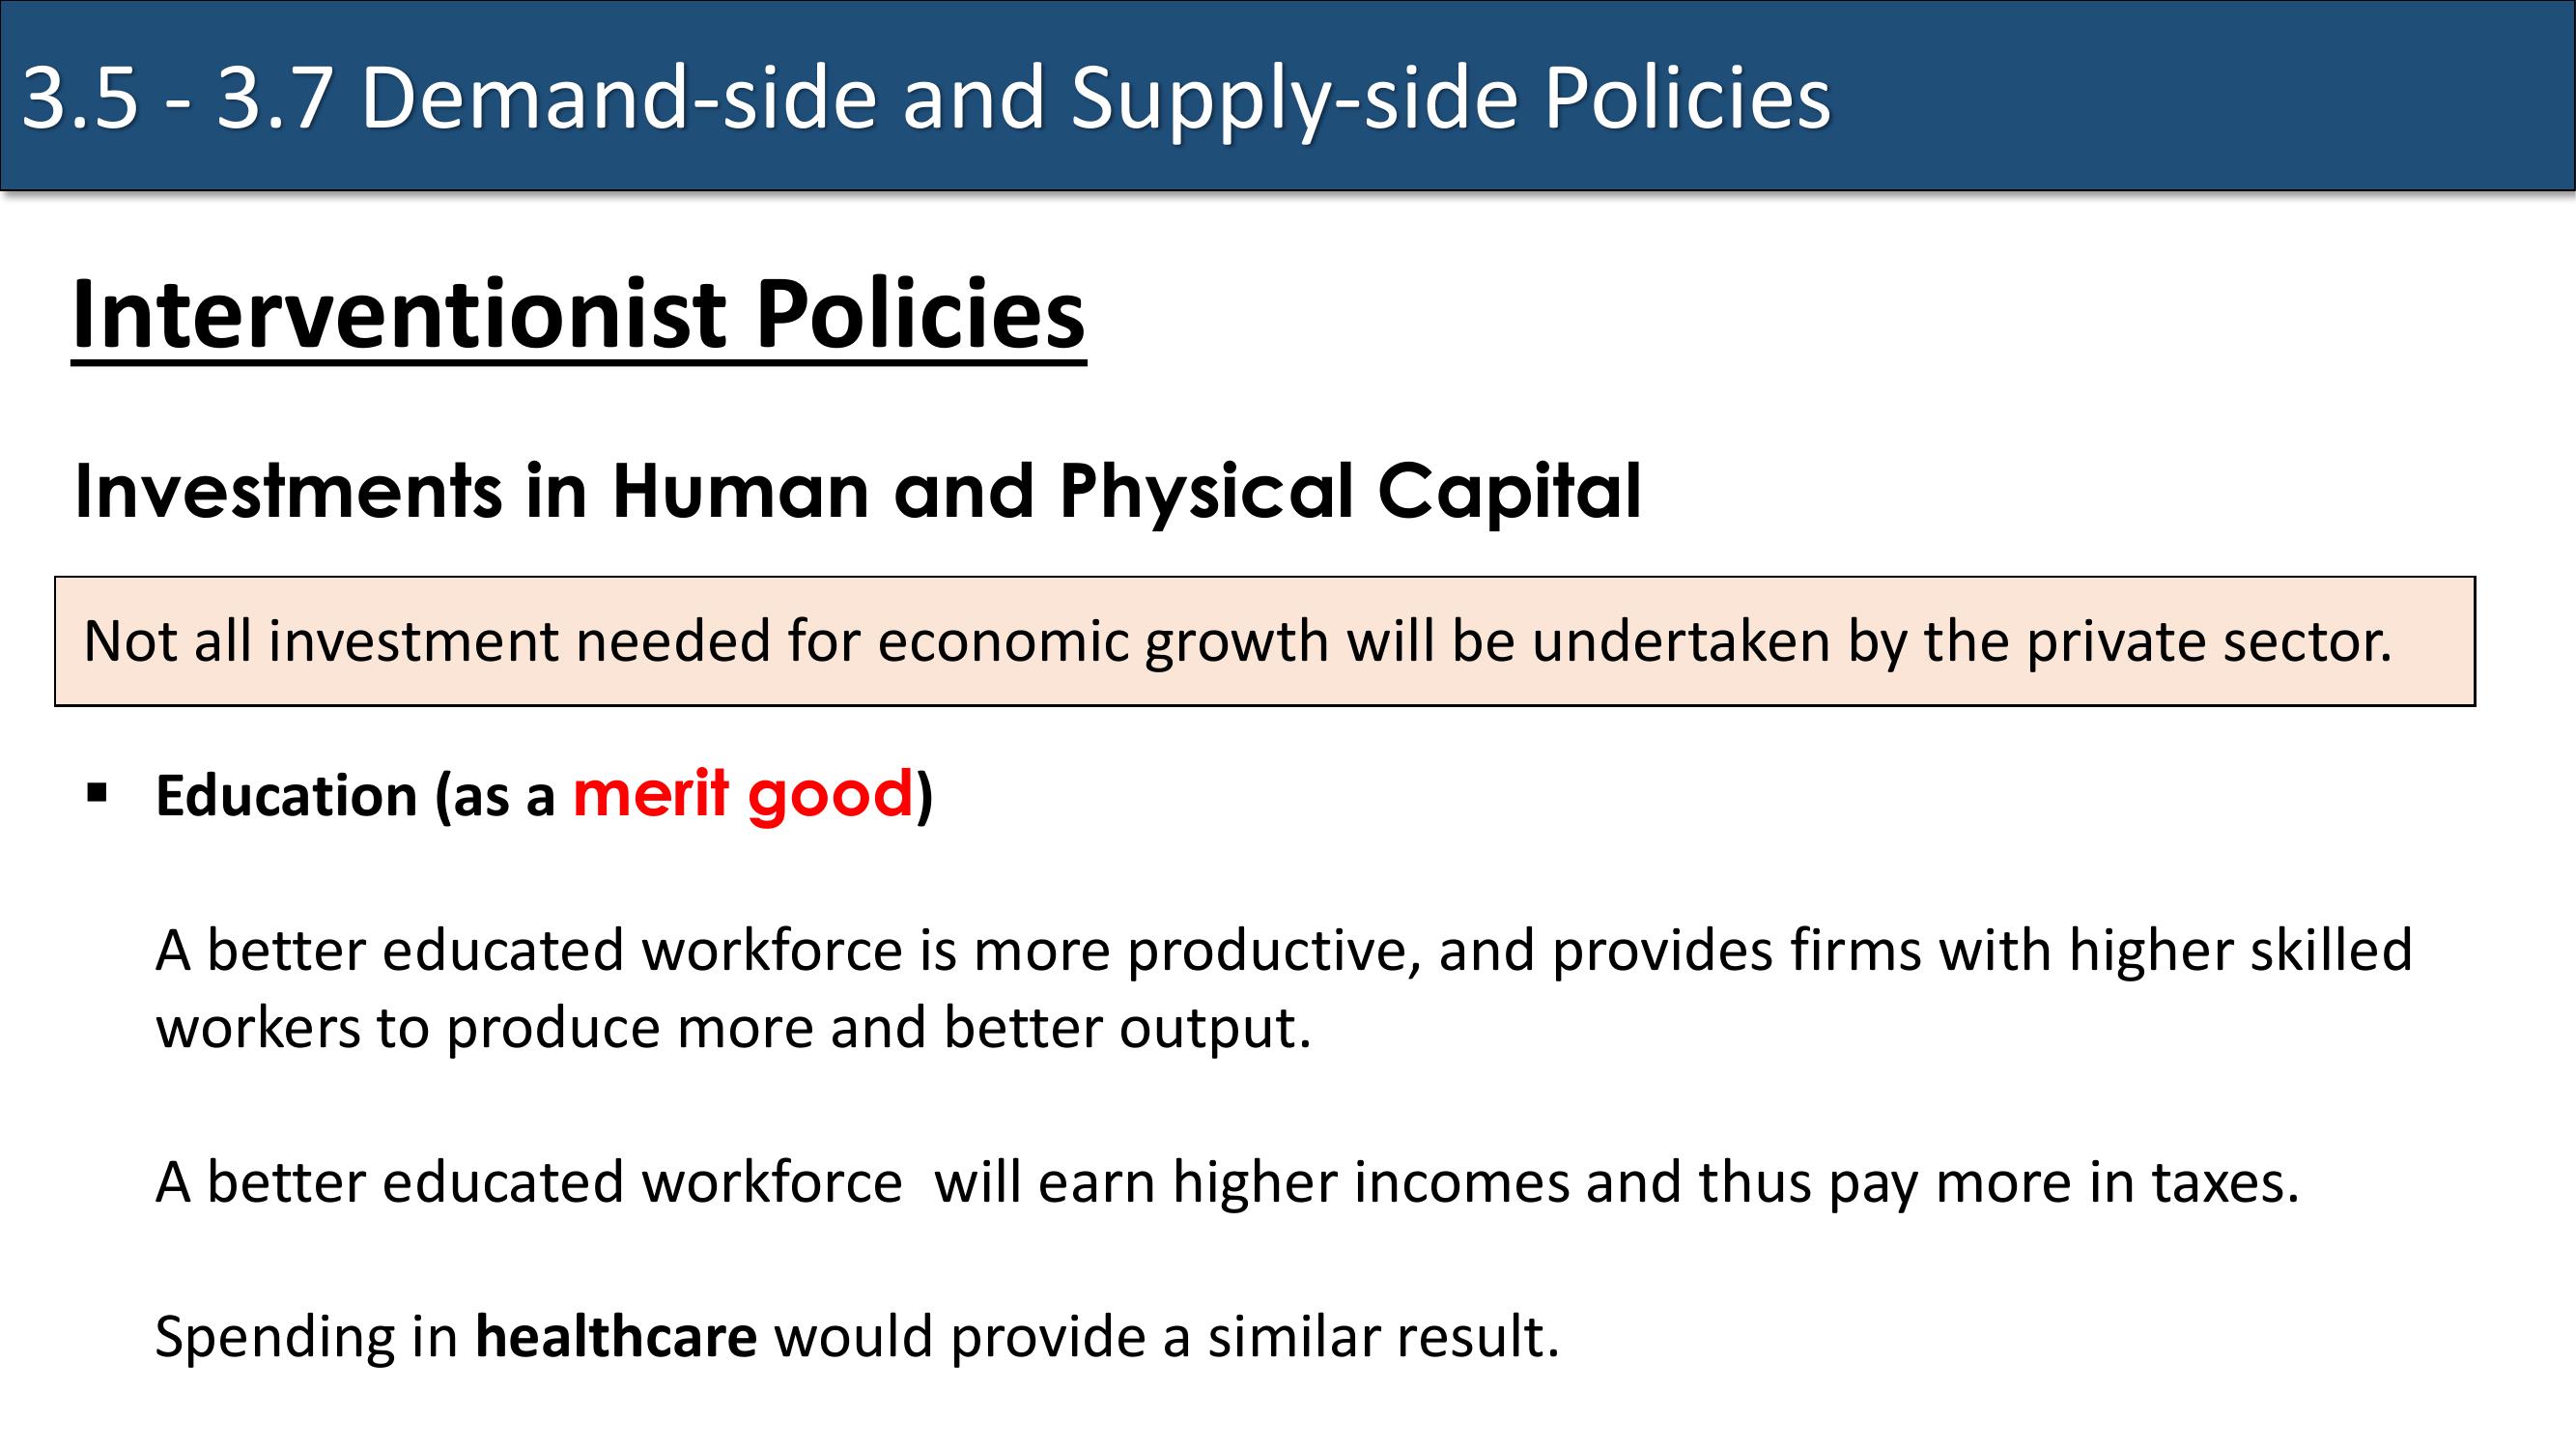 3.5 - 3.7 Demand-side and Supply-side Policies
Interventionist Policies
Investments in Human and Physical Capital
Not all investment needed for economic growth will be undertaken by the private sector.
▪ Education (as a merit good)
A better educated workforce is more productive, and provides firms with higher skilled
workers to produce more and better output.
A better educated workforce  will earn higher incomes and thus pay more in taxes.
Spending in healthcare would provide a similar result.